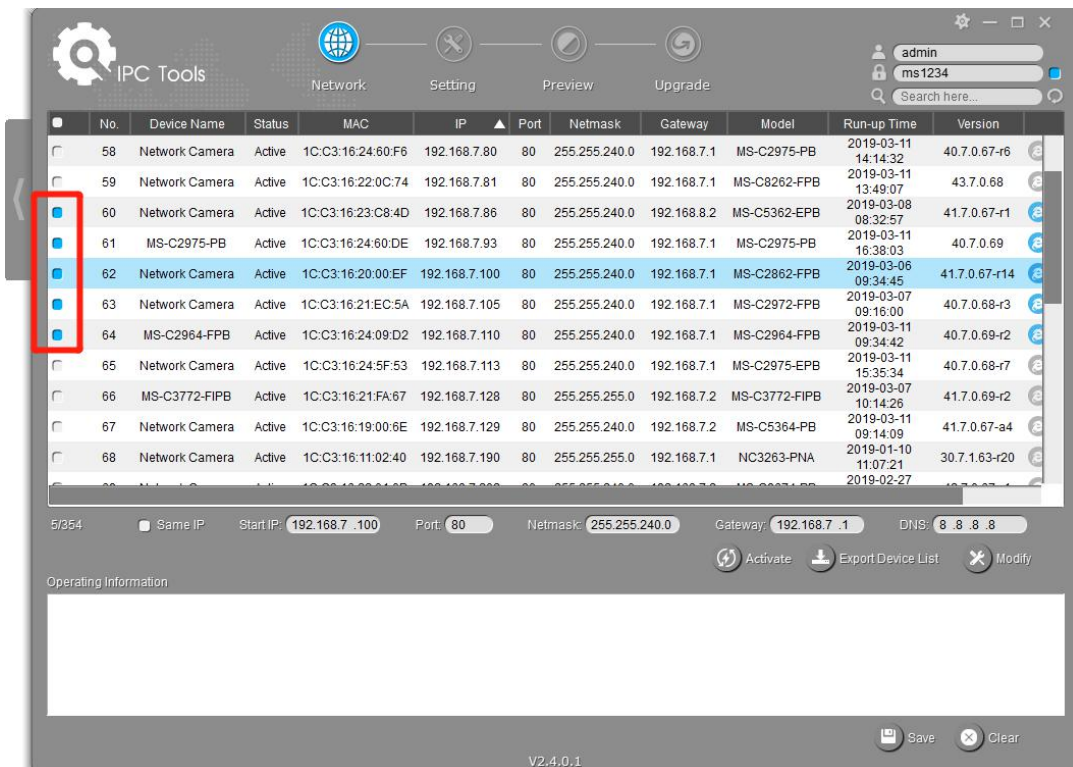 IPC Tools
Network
Setting
Preview
Upgrade
admin
ms1234
Search here...
No. Device Name Status MAC IP Port Netmask Gateway Model Run-up Time Version
58 Network Camera Active 1C:C3:16:24:60:F6 192.168.7.80 80 255.255.240.0 192.168.7.1 MS-C2975-PB 2019-03-11 14:14:32 40.7.0.67-r6
59 Network Camera Active 1C:C3:16:22:0C:74 192.168.7.81 80 255.255.240.0 192.168.7.1 MS-C8262-FPB 2019-03-11 13:49:07 43.7.0.68
60 Network Camera Active 1C:C3:16:23:C8:4D 192.168.7.86 80 255.255.240.0 192.168.8.2 MS-C5362-EPB 2019-03-08 08:32:57 41.7.0.67-r1
61 MS-C2975-PB Active 1C:C3:16:24:60:DE 192.168.7.93 80 255.255.240.0 192.168.7.1 MS-C2975-PB 2019-03-11 16:38:03 40.7.0.69
62 Network Camera Active 1C:C3:16:20:00:EF 192.168.7.100 80 255.255.240.0 192.168.7.1 MS-C2862-FPB 2019-03-06 09:34:45 41.7.0.67-r14
63 Network Camera Active 1C:C3:16:21:EC:5A 192.168.7.105 80 255.255.240.0 192.168.7.1 MS-C2972-FPB 2019-03-07 09:16:00 40.7.0.68-r3
64 MS-C2964-FPB Active 1C:C3:16:24:09:D2 192.168.7.110 80 255.255.240.0 192.168.7.1 MS-C2964-FPB 2019-03-11 09:34:42 40.7.0.69-r2
65 Network Camera Active 1C:C3:16:24:5F:53 192.168.7.113 80 255.255.240.0 192.168.7.1 MS-C2975-EPB 2019-03-11 15:35:34 40.7.0.68-r7
66 MS-C3772-FIPB Active 1C:C3:16:21:FA:67 192.168.7.128 80 255.255.255.0 192.168.7.2 MS-C3772-FIPB 2019-03-07 10:14:26 41.7.0.69-r2
67 Network Camera Active 1C:C3:16:19:00:6E 192.168.7.129 80 255.255.240.0 192.168.7.2 MS-C5364-PB 2019-03-11 09:14:09 41.7.0.67-a4
68 Network Camera Active 1C:C3:16:11:02:40 192.168.7.190 80 255.255.255.0 192.168.7.1 NC3263-PNA 2019-01-10 11:07:21 30.7.1.63-r20
2019-02-27
5/354 Same IP Start IP: 192.168.7 .100 Port: 80 Netmask: 255.255.240.0 Gateway: 192.168.7 .1 DNS: 8 .8 .8 .8
Activate Export Device List Modify
Operating Information
Save Clear
V2.4.0.1